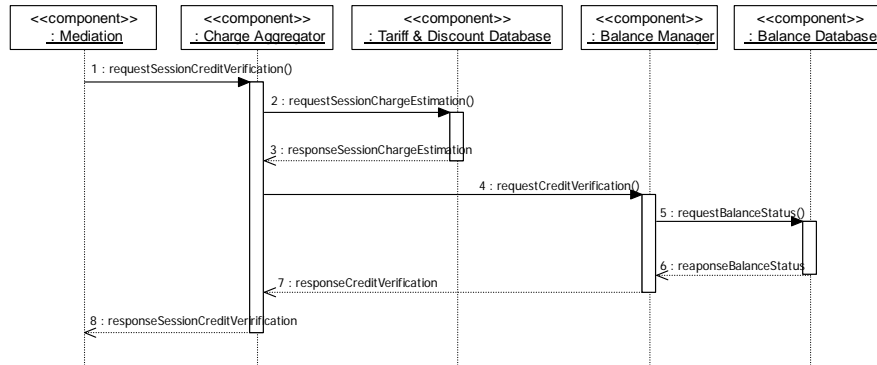 <<component>>
: Mediation
<<component>>
: Charge Aggregator
<<component>>
: Tariff & Discount Database
<<component>>
: Balance Manager
<<component>>
: Balance Database
1 : requestSessionCreditVerification()
2 : requestSessionChargeEstimation()
3 : responseSessionChargeEstimation
4 : requestCreditVerification()
5 : requestBalanceStatus()
6 : reaponseBalanceStatus
7 : responseCreditVerification
8 : responseSessionCreditVerirification